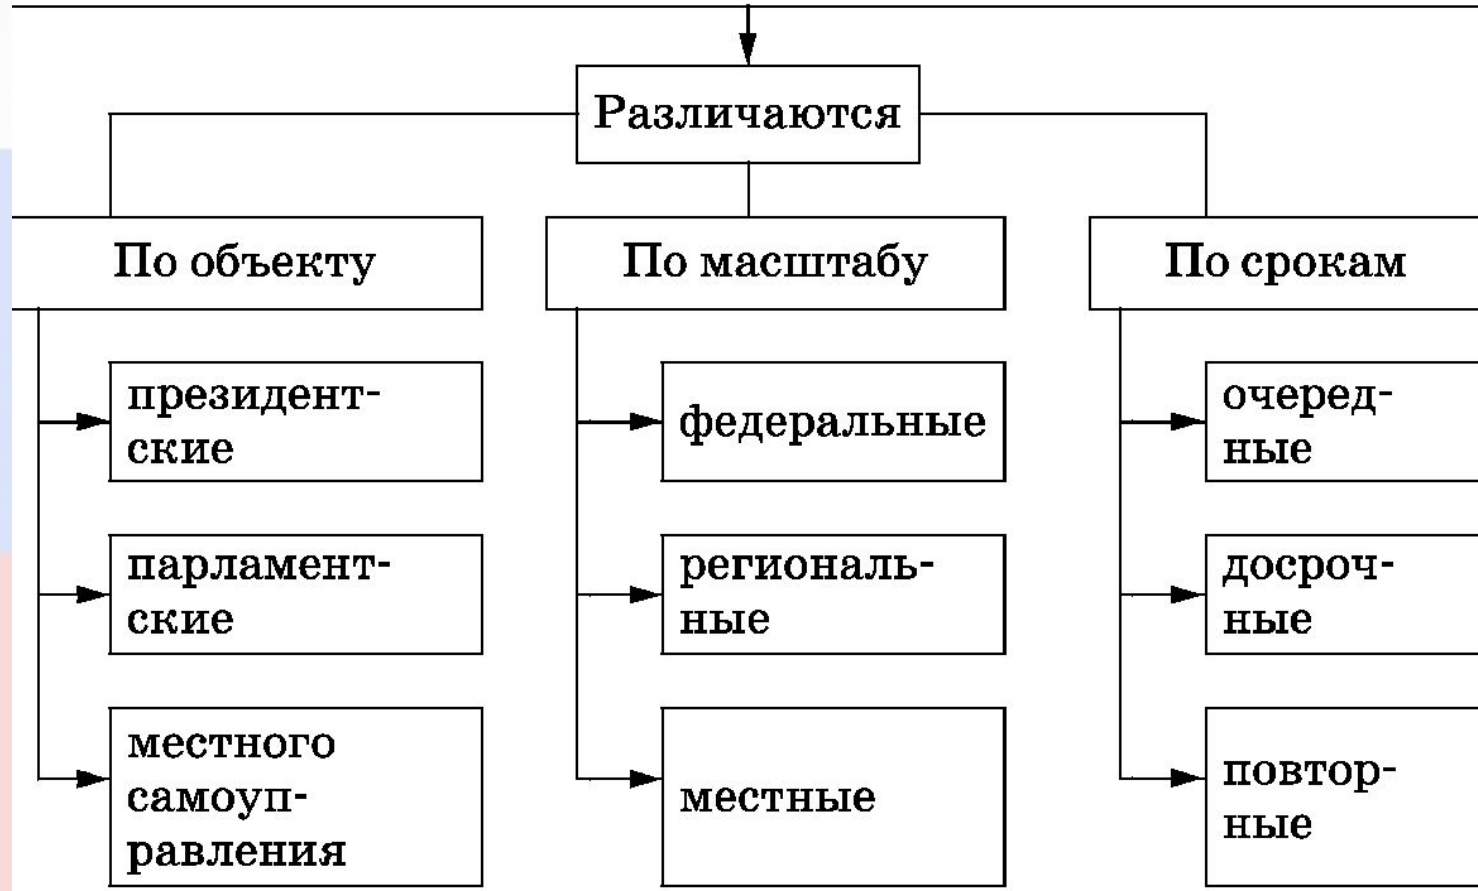 Различаются
По объекту
президент-
ские
парламент-
ские
местного
самоуп-
равления
По масштабу
федеральные
региональ-
ные
местные
По срокам
очеред-
ные
досроч-
ные
повтор-
ные